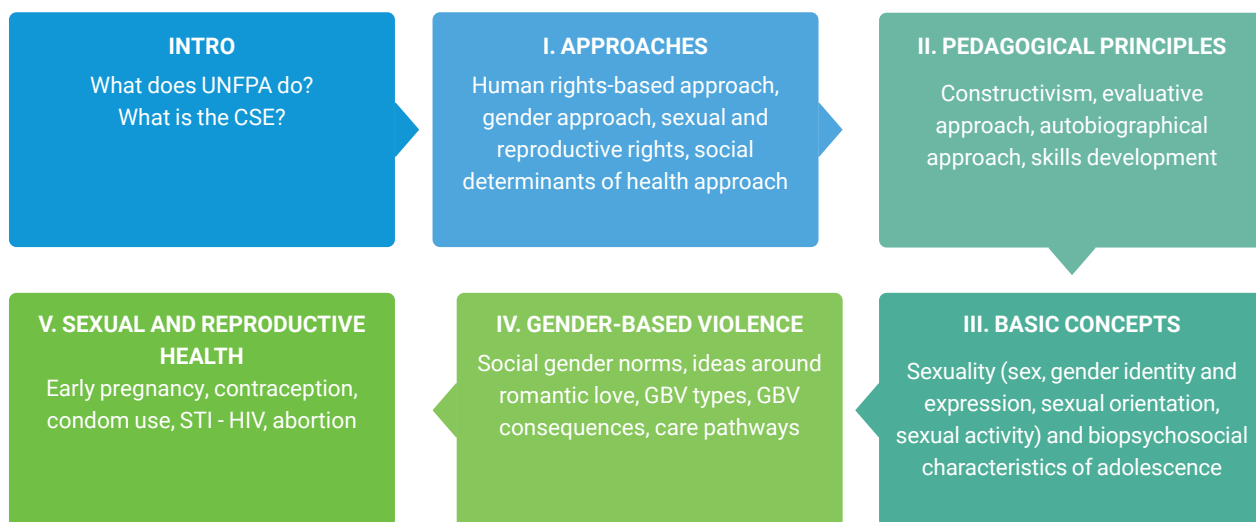 INTRO
What does UNFPA do?
What is the CSE?
I. APPROACHES
Human rights-based approach,
gender approach, sexual and
reproductive rights, social
determinants of health approach
II. PEDAGOGICAL PRINCIPLES
Constructivism, evaluative
approach, autobiographical
approach, skills development
III. BASIC CONCEPTS
Sexuality (sex, gender identity and
expression, sexual orientation,
sexual activity) and biopsychosocial
characteristics of adolescence
IV. GENDER-BASED VIOLENCE
Social gender norms, ideas around
romantic love, GBV types, GBV
consequences, care pathways
V. SEXUAL AND REPRODUCTIVE
HEALTH
Early pregnancy, contraception,
condom use, STI - HIV, abortion